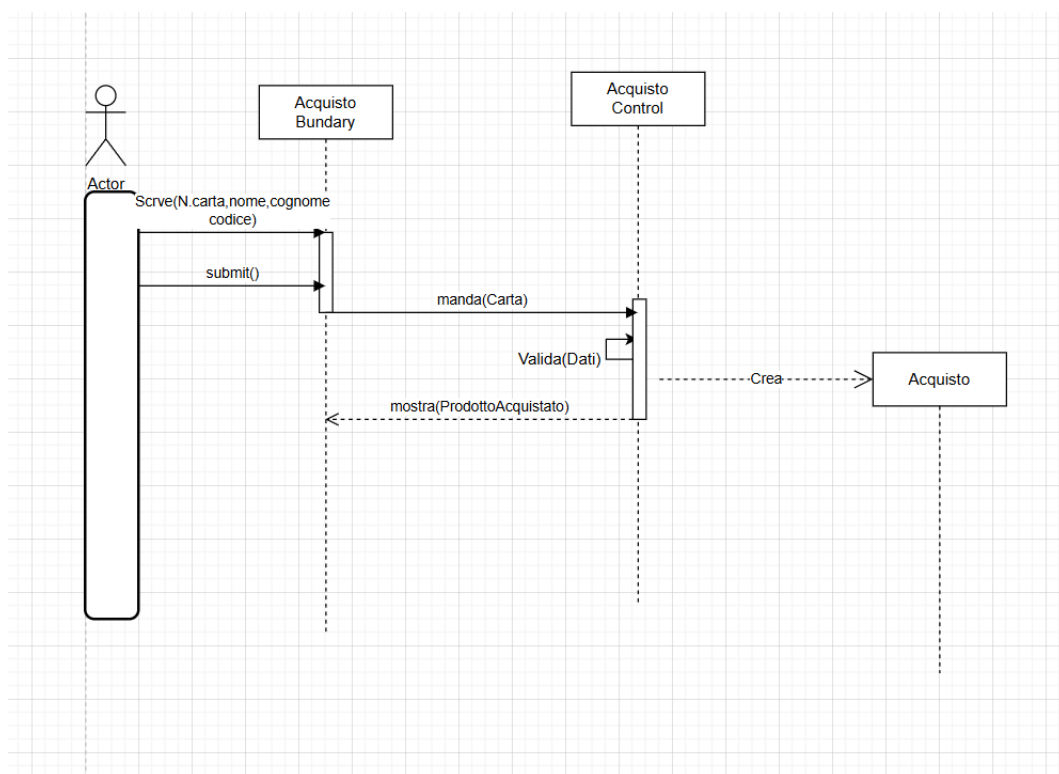 Acquisto
Bundary
Acquisto
Control
Actor
Scrve(N.carta,nome,cognome
codice)
submit()
manda(Carta)
Valida(Dati)
Crea
Acquisto
mostra(ProdottoAcquistato)